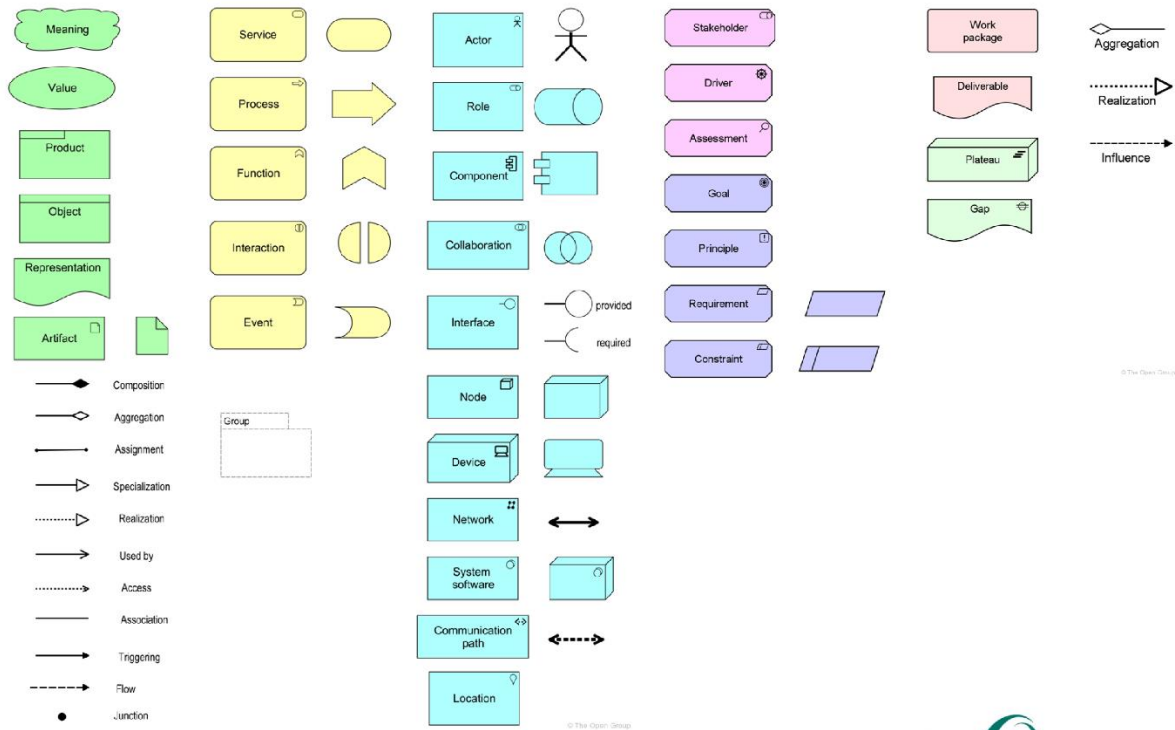 Meaning
Value
Product
Object
Representation
Artifact
Composition
Aggregation
Assignment
Specialization
Realization
Used by
Access
Association
Triggering
Flow
Junction
Service
Process
Function
Interaction
Event
Group
Actor
Role
Component
Collaboration
Interface
provided
required
Node
Device
Network
System
software
Communication
path
Location
© The Open Group
Stakeholder
Driver
Assessment
Goal
Principle
Requirement
Constraint
Work
package
Deliverable
Plateau
Gap
Aggregation
Realization
Influence
© The Open Group